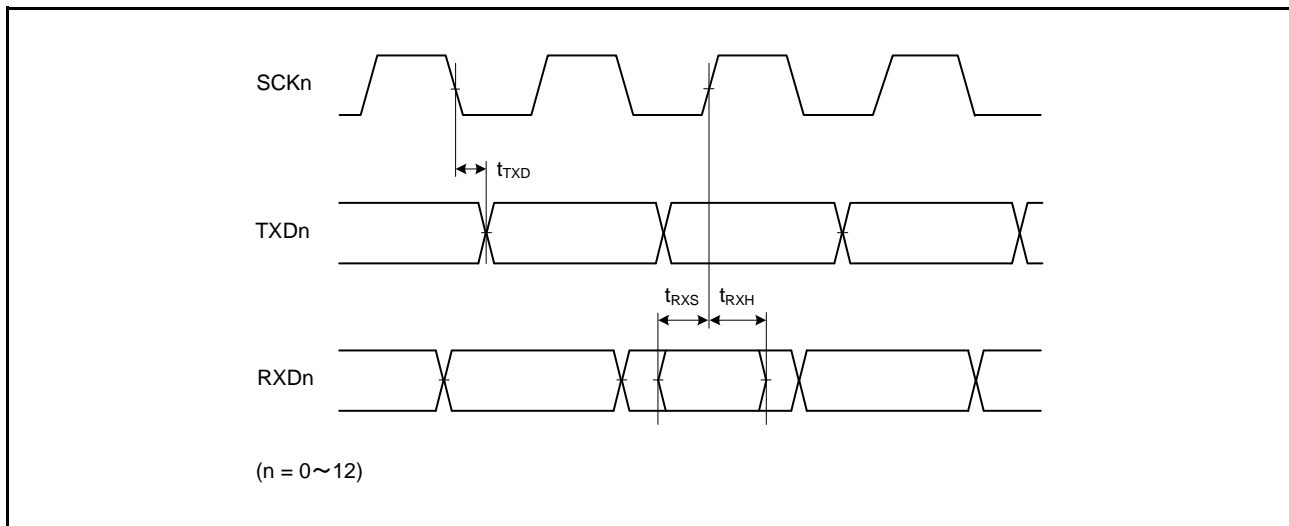 SCKn
tTXD
TXDn
tRXS tRXH
RXDn
(n = 0～12)